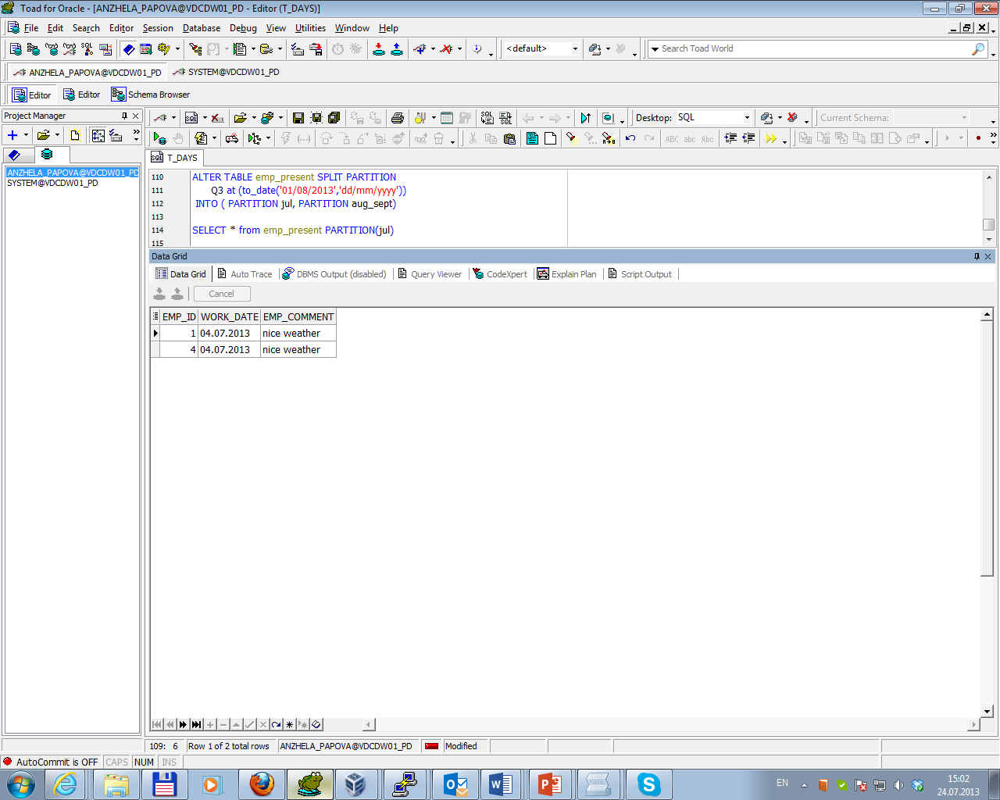 Toad for Oracle - [ANZHELA_PAPOVA@VDCDW01_PD - Editor (T_DAYS)]
File Edit Search Editor Session Database Debug View Utilities Window Help
<default> Search Toad World
ANZHELA_PAPOVA@VDCDW01_PD SYSTEM@VDCDW01_PD
Editor Editor Schema Browser
Project Manager
Desktop: SQL Current Schema:
ANZHELA_PAPOVA@VDCDW01_PD
SYSTEM@VDCDW01_PD
T_DAYS
110 ALTER TABLE emp_present SPLIT PARTITION
111 Q3 at (to_date('01/08/2013','dd/mm/yyyy'))
112 INTO ( PARTITION jul, PARTITION aug_sept)
113
114 SELECT * from emp_present PARTITION(jul)
115
Data Grid
Data Grid Auto Trace DBMS Output (disabled) Query Viewer CodeXpert Explain Plan Script Output
Cancel
EMP_ID WORK_DATE EMP_COMMENT
1 04.07.2013 nice weather
4 04.07.2013 nice weather
109: 6 Row 1 of 2 total rows ANZHELA_PAPOVA@VDCDW01_PD Modified
AutoCommit is OFF CAPS NUM INS
EN 15:02
24.07.2013